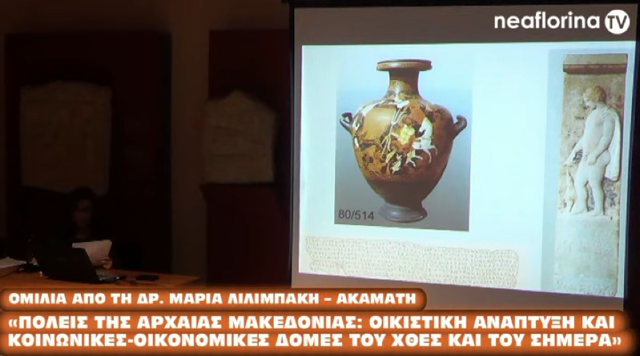 neaflorina TV
80/514
ΟΜΙΛΙΑ ΑΠΟ ΤΗ ΔΡ. ΜΑΡΙΑ ΛΙΛΙΜΠΑΚΗ – ΑΚΑΜΑΤΗ
«ΠΟΛΕΙΣ ΤΗΣ ΑΡΧΑΙΑΣ ΜΑΚΕΔΟΝΙΑΣ: ΟΙΚΙΣΤΙΚΗ ΑΝΑΠΤΥΞΗ ΚΑΙ
ΚΟΙΝΩΝΙΚΕΣ-ΟΙΚΟΝΟΜΙΚΕΣ ΔΟΜΕΣ ΤΟΥ ΧΘΕΣ ΚΑΙ ΤΟΥ ΣΗΜΕΡΑ»